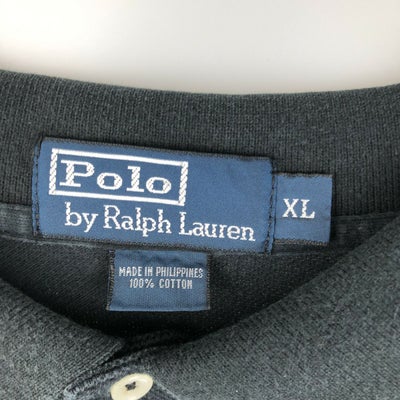 Polo
by Ralph Lauren
XL
MADE IN PHILIPPINES
100% COTTON